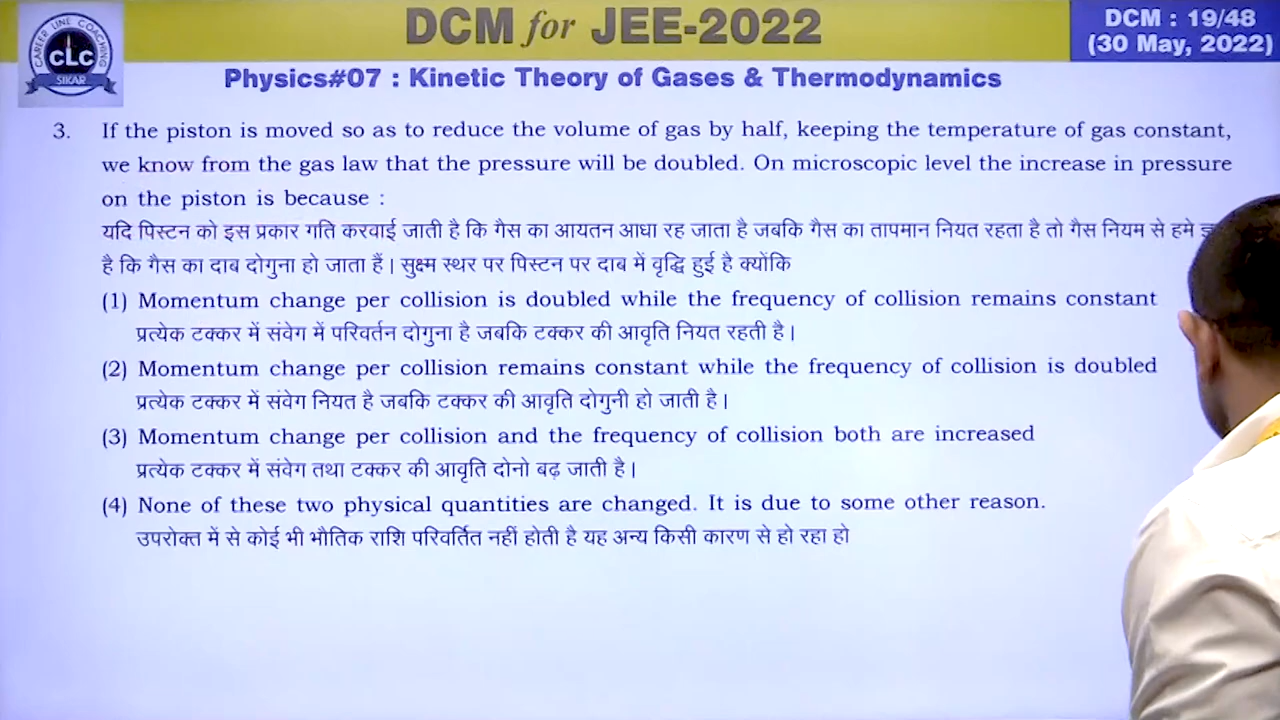 CAREER LINE COACHING
CLC
SIKAR
DCM for JEE-2022
DCM : 19/48
(30 May, 2022)
Physics#07 : Kinetic Theory of Gases & Thermodynamics
3. If the piston is moved so as to reduce the volume of gas by half, keeping the temperature of gas constant,
we know from the gas law that the pressure will be doubled. On microscopic level the increase in pressure
on the piston is because :
यदि पिस्टन को इस प्रकार गति करवाई जाती है कि गैस का आयतन आधा रह जाता है जबकि गैस का तापमान नियत रहता है तो गैस नियम से हमे
है कि गैस का दाब दोगुना हो जाता हैं। सुक्ष्म स्थर पर पिस्टन पर दाब में वृद्धि हुई है क्योंकि
(1) Momentum change per collision is doubled while the frequency of collision remains constant
प्रत्येक टक्कर में संवेग में परिवर्तन दोगुना है जबकि टक्कर की आवृति नियत रहती है।
(2) Momentum change per collision remains constant while the frequency of collision is doubled
प्रत्येक टक्कर में संवेग नियत है जबकि टक्कर की आवृति दोगुनी हो जाती है।
(3) Momentum change per collision and the frequency of collision both are increased
प्रत्येक टक्कर में संवेग तथा टक्कर की आवृति दोनो बढ़ जाती है।
(4) None of these two physical quantities are changed. It is due to some other reason.
उपरोक्त में से कोई भी भौतिक राशि परिवर्तित नहीं होती है यह अन्य किसी कारण से हो रहा हो